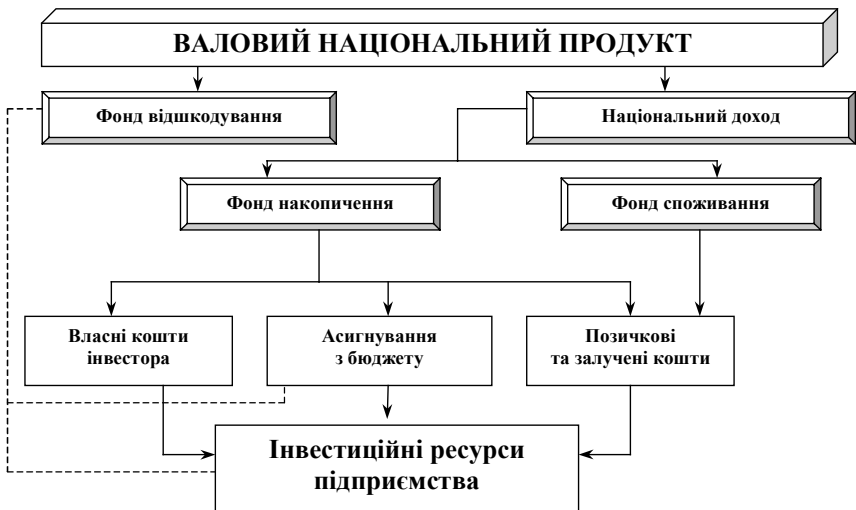 ВАЛОВИЙ НАЦІОНАЛЬНИЙ ПРОДУКТ
Фонд відшкодування
Національний доход
Фонд накопичення
Фонд споживання
Власні кошти
інвестора
Асигнування
з бюджету
Позичкові
та залучені кошти
Інвестиційні ресурси
підприємства